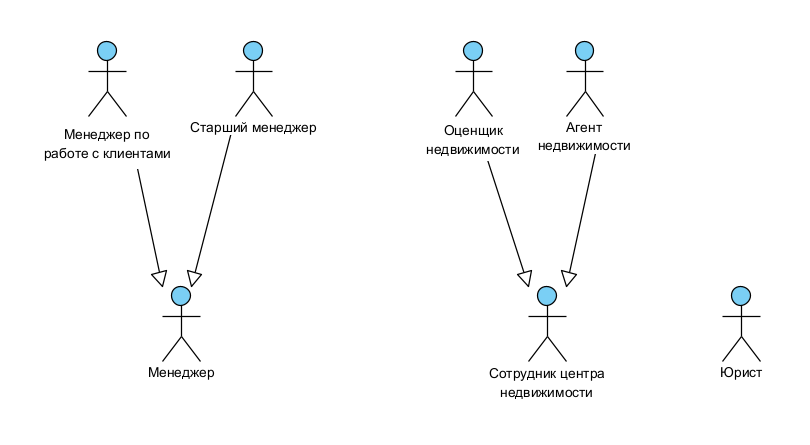 Менеджер по
работе с клиентами
Старший менеджер
Оценщик
недвижимости
Агент
недвижимости
Менеджер
Сотрудник центра
недвижимости
Юрист